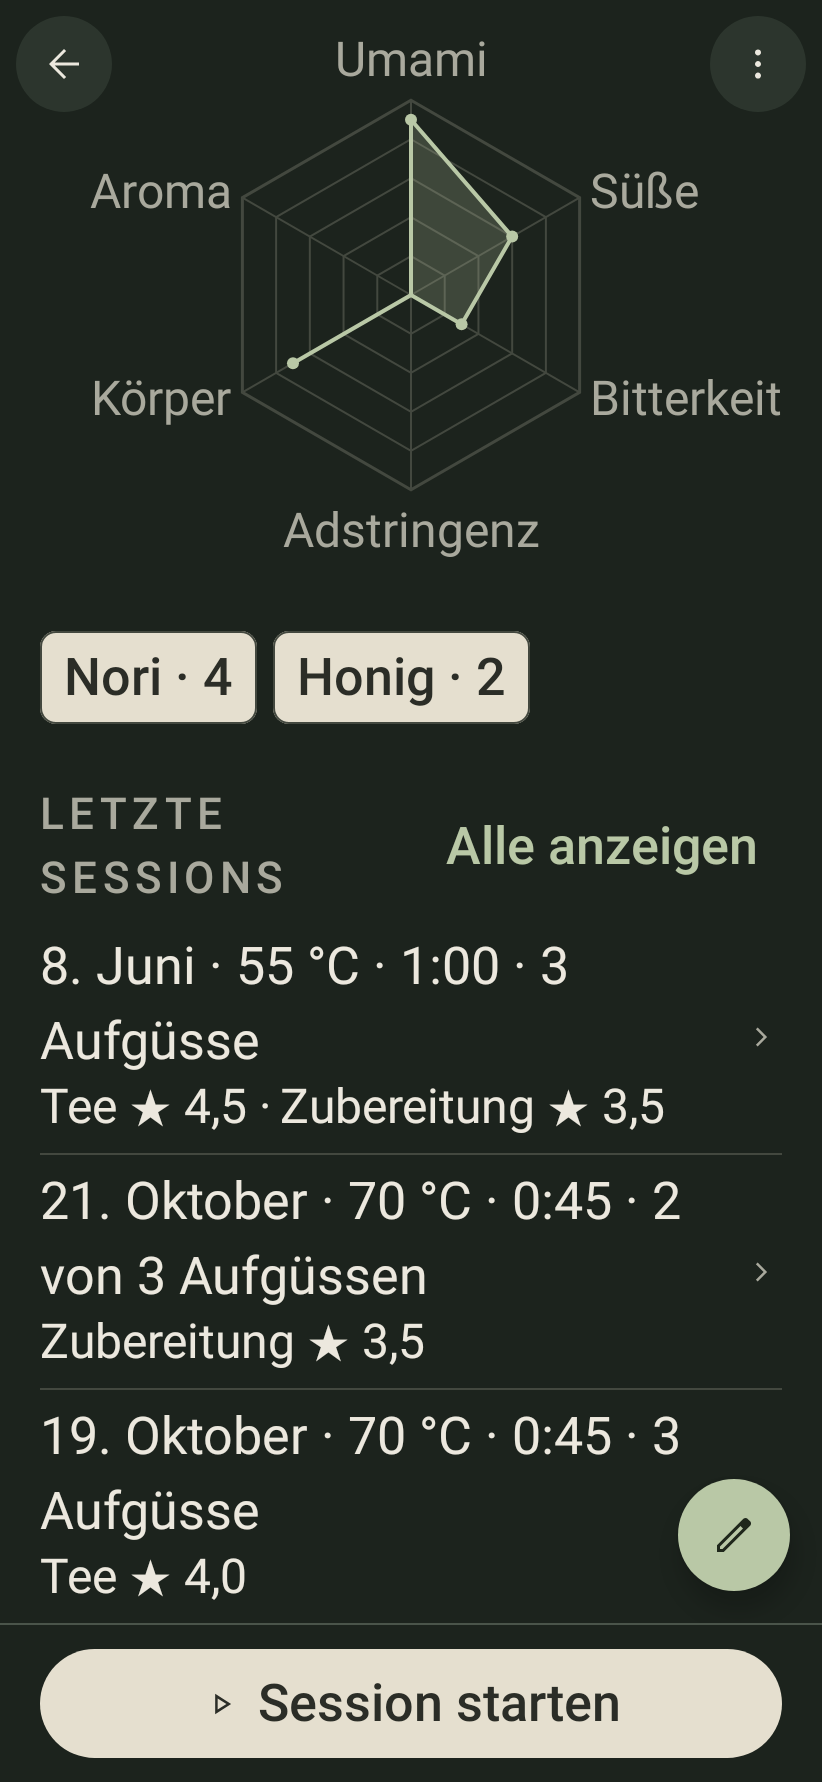 Umami
Aroma
Süße
Körper
Bitterkeit
Adstringenz
Nori · 4
Honig · 2
LETZTE
SESSIONS
Alle anzeigen
8. Juni · 55 °C · 1:00 · 3
Aufgüsse
Tee ★ 4,5 · Zubereitung ★ 3,5
21. Oktober · 70 °C · 0:45 · 2
von 3 Aufgüssen
Zubereitung ★ 3,5
19. Oktober · 70 °C · 0:45 · 3
Aufgüsse
Tee ★ 4,0
Session starten